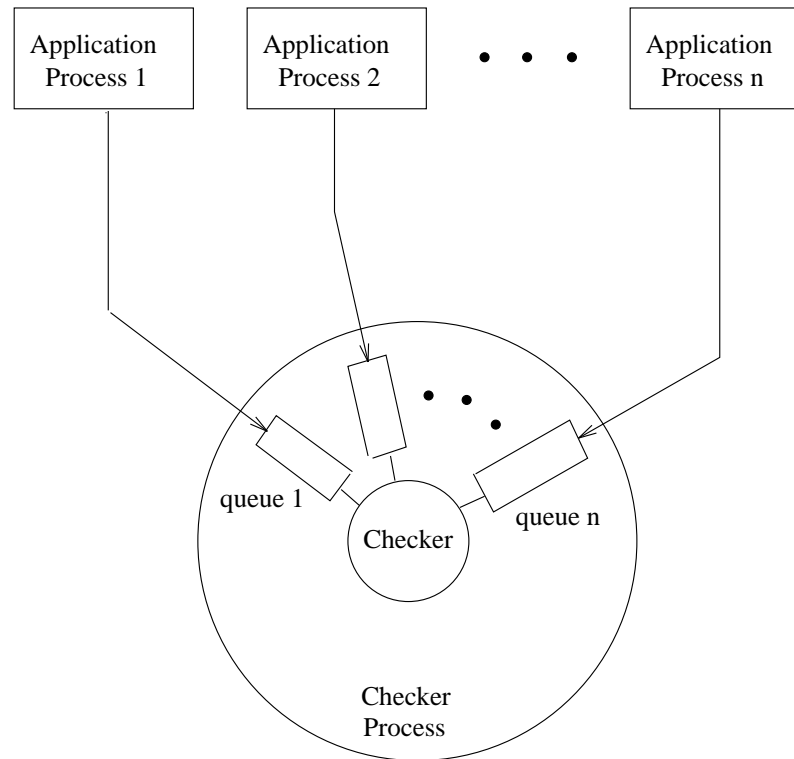 Application
Process 1
Application
Process 2
Application
Process n
queue 1
queue n
Checker
Checker
Process